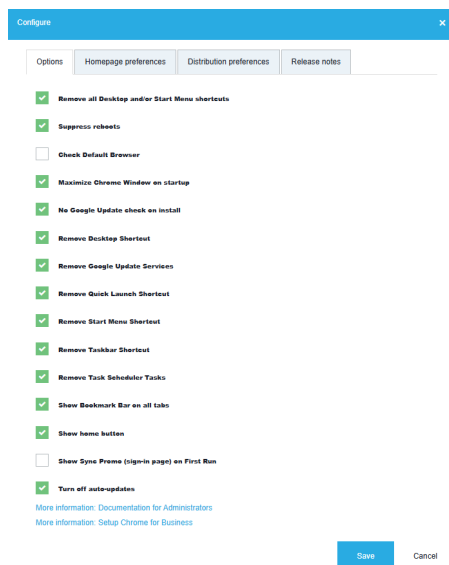 Configure
×
Options
Homepage preferences
Distribution preferences
Release notes
Remove all Desktop and/or Start Menu shortcuts
Suppress reboots
Check Default Browser
Maximize Chrome Window on startup
No Google Update check on install
Remove Desktop Shortcut
Remove Google Update Services
Remove Quick Launch Shortcut
Remove Start Menu Shortcut
Remove Taskbar Shortcut
Remove Task Scheduler Tasks
Show Bookmark Bar on all tabs
Show home button
Show Sync Promo (sign-in page) on First Run
Turn off auto-updates
More information: Documentation for Administrators
More information: Setup Chrome for Business
Save
Cancel